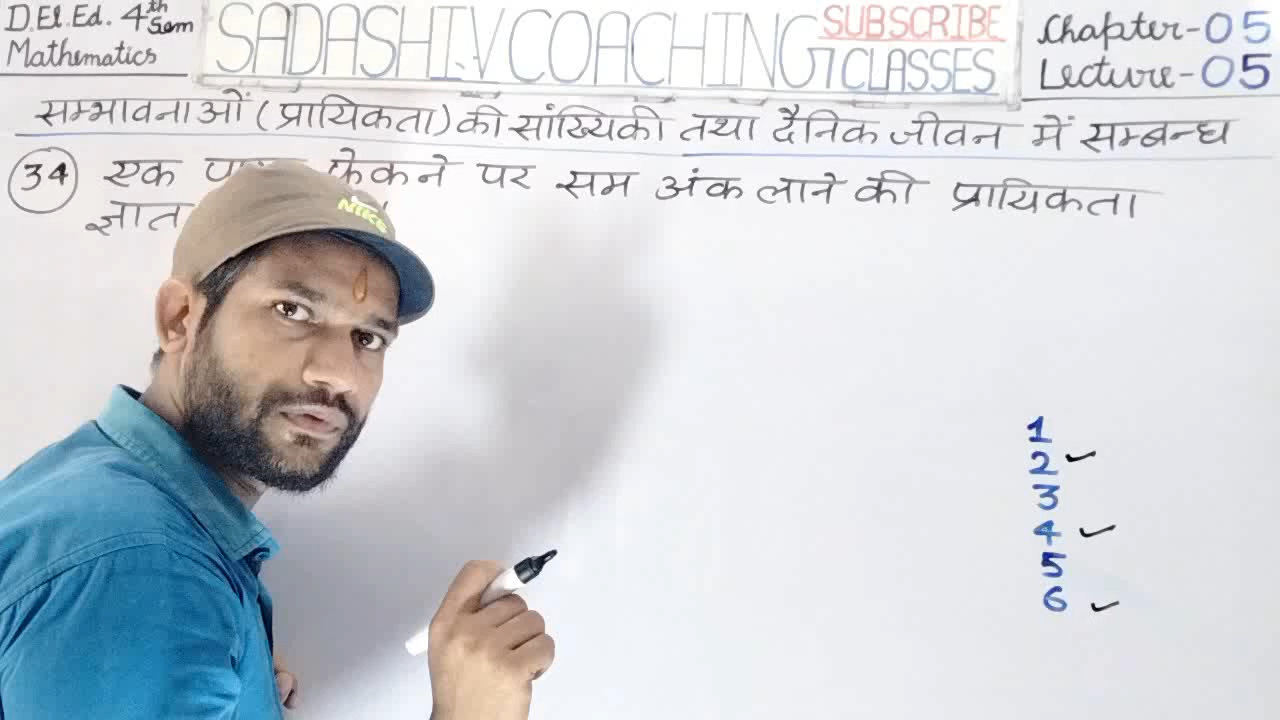 D.El.Ed. 4th Sem
Mathematics
SADASHIV COACHING CLASSES
SUBSCRIBE
Chapter-05
Lecture-05
सम्भावनाओं (प्रायिकता) की सांख्यिकी तथा दैनिक जीवन में सम्बन्ध
34 एक फेकने पर सम अंक लाने की प्रायिकता
ज्ञात
NIKE
1
2 ✓
3
4 ✓
5
6 ✓